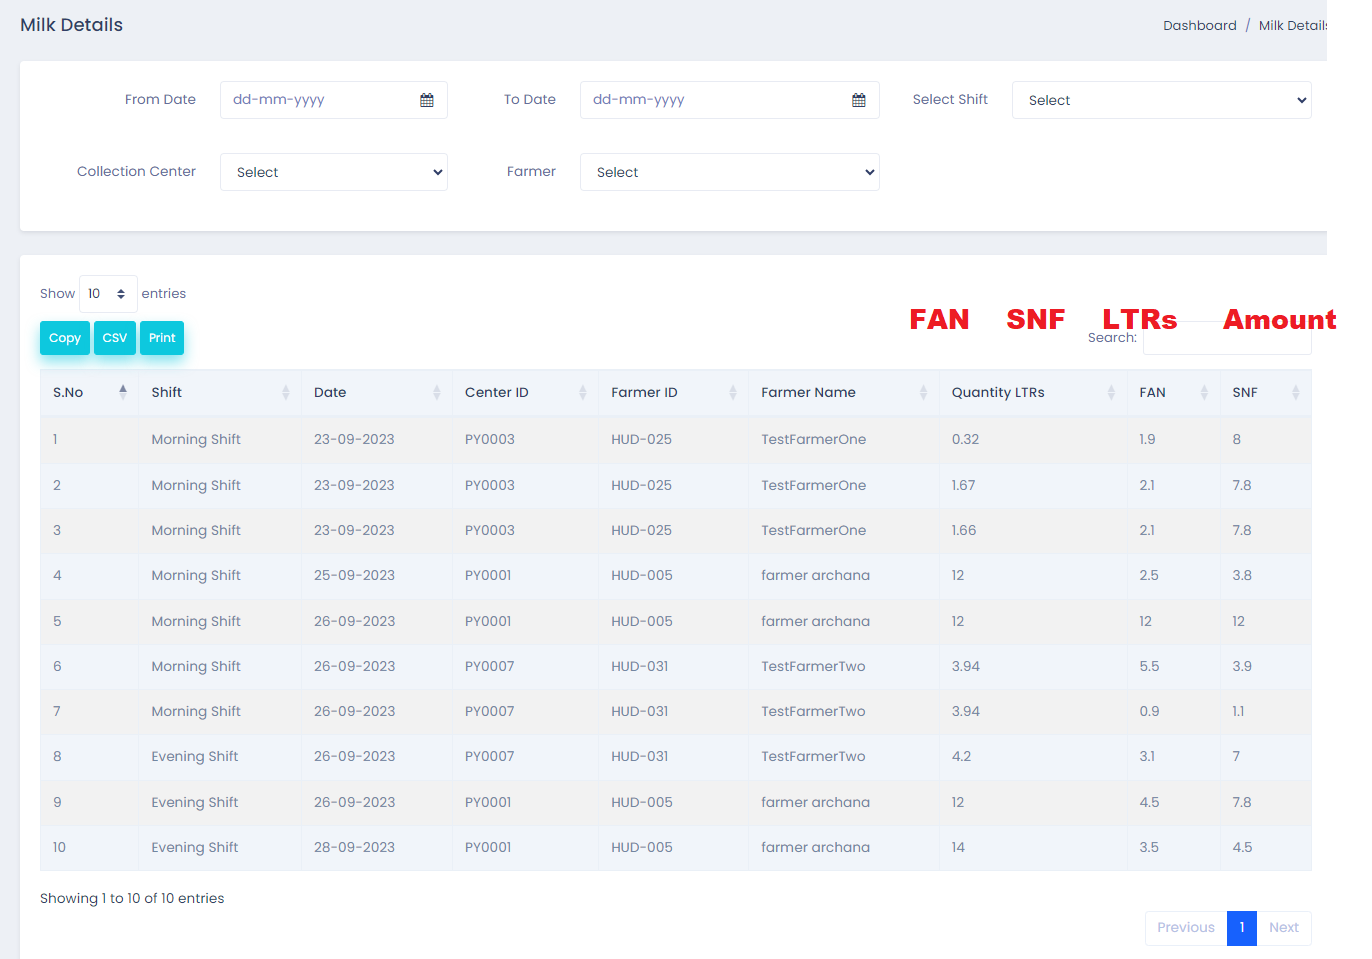 Milk Details
Dashboard / Milk Details
From Date dd-mm-yyyy To Date dd-mm-yyyy Select Shift Select
Collection Center Select Farmer Select
Show 10 entries
FAN SNF LTRs Amount
Copy CSV Print Search:
S.No Shift Date Center ID Farmer ID Farmer Name Quantity LTRs FAN SNF
1 Morning Shift 23-09-2023 PY0003 HUD-025 TestFarmerOne 0.32 1.9 8
2 Morning Shift 23-09-2023 PY0003 HUD-025 TestFarmerOne 1.67 2.1 7.8
3 Morning Shift 23-09-2023 PY0003 HUD-025 TestFarmerOne 1.66 2.1 7.8
4 Morning Shift 25-09-2023 PY0001 HUD-005 farmer archana 12 2.5 3.8
5 Morning Shift 26-09-2023 PY0001 HUD-005 farmer archana 12 12 12
6 Morning Shift 26-09-2023 PY0007 HUD-031 TestFarmerTwo 3.94 5.5 3.9
7 Morning Shift 26-09-2023 PY0007 HUD-031 TestFarmerTwo 3.94 0.9 1.1
8 Evening Shift 26-09-2023 PY0007 HUD-031 TestFarmerTwo 4.2 3.1 7
9 Evening Shift 26-09-2023 PY0001 HUD-005 farmer archana 12 4.5 7.8
10 Evening Shift 28-09-2023 PY0001 HUD-005 farmer archana 14 3.5 4.5
Showing 1 to 10 of 10 entries
Previous 1 Next